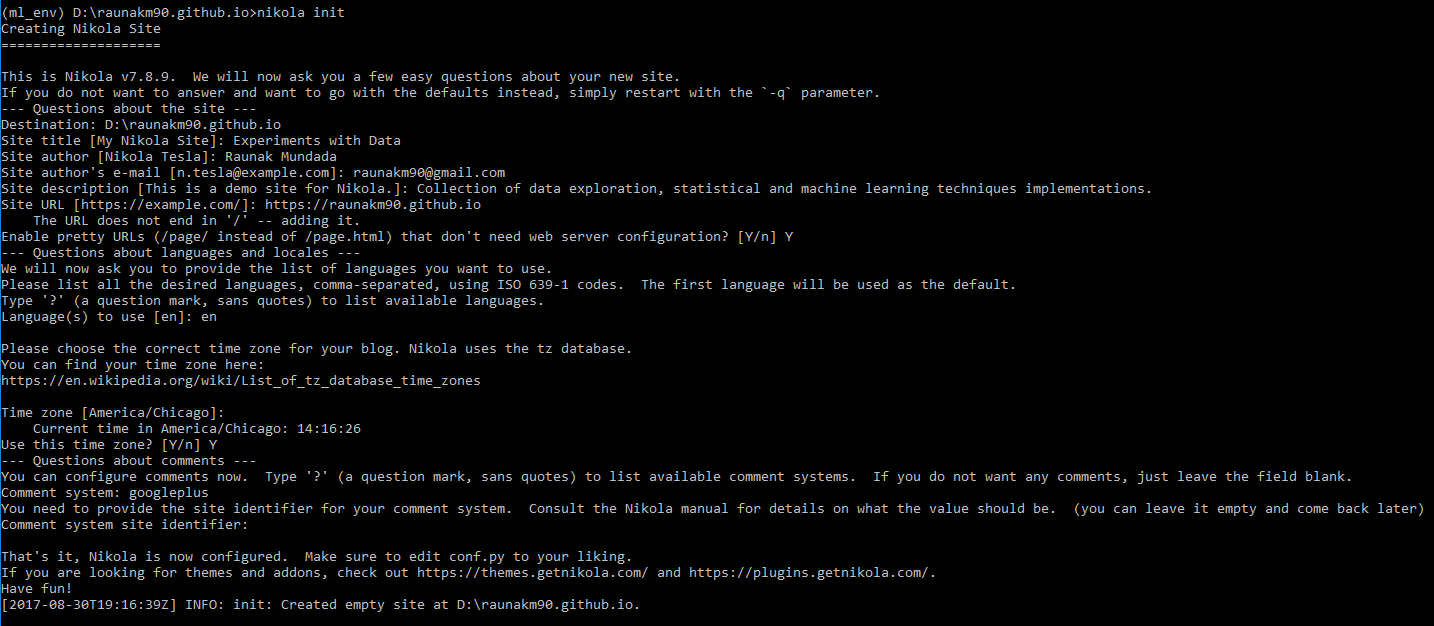 (ml_env) D:\raunakm90.github.io>nikola init
Creating Nikola Site
====================
This is Nikola v7.8.9.  We will now ask you a few easy questions about your new site.
If you do not want to answer and want to go with the defaults instead, simply restart with the `-q` parameter.
--- Questions about the site ---
Destination: D:\raunakm90.github.io
Site title [My Nikola Site]: Experiments with Data
Site author [Nikola Tesla]: Raunak Mundada
Site author's e-mail [n.tesla@example.com]: raunakm90@gmail.com
Site description [This is a demo site for Nikola.]: Collection of data exploration, statistical and machine learning techniques implementations.
Site URL [https://example.com/]: https://raunakm90.github.io
    The URL does not end in '/' -- adding it.
Enable pretty URLs (/page/ instead of /page.html) that don't need web server configuration? [Y/n] Y
--- Questions about languages and locales ---
We will now ask you to provide the list of languages you want to use.
Please list all the desired languages, comma-separated, using ISO 639-1 codes.  The first language will be used as the default.
Type '?' (a question mark, sans quotes) to list available languages.
Language(s) to use [en]: en
Please choose the correct time zone for your blog. Nikola uses the tz database.
You can find your time zone here:
https://en.wikipedia.org/wiki/List_of_tz_database_time_zones
Time zone [America/Chicago]:
    Current time in America/Chicago: 14:16:26
Use this time zone? [Y/n] Y
--- Questions about comments ---
You can configure comments now.  Type '?' (a question mark, sans quotes) to list available comment systems.  If you do not want any comments, just leave the field blank.
Comment system: googleplus
You need to provide the site identifier for your comment system.  Consult the Nikola manual for details on what the value should be.  (you can leave it empty and come back later)
Comment system site identifier:
That's it, Nikola is now configured.  Make sure to edit conf.py to your liking.
If you are looking for themes and addons, check out https://themes.getnikola.com/ and https://plugins.getnikola.com/.
Have fun!
[2017-08-30T19:16:39Z] INFO: init: Created empty site at D:\raunakm90.github.io.